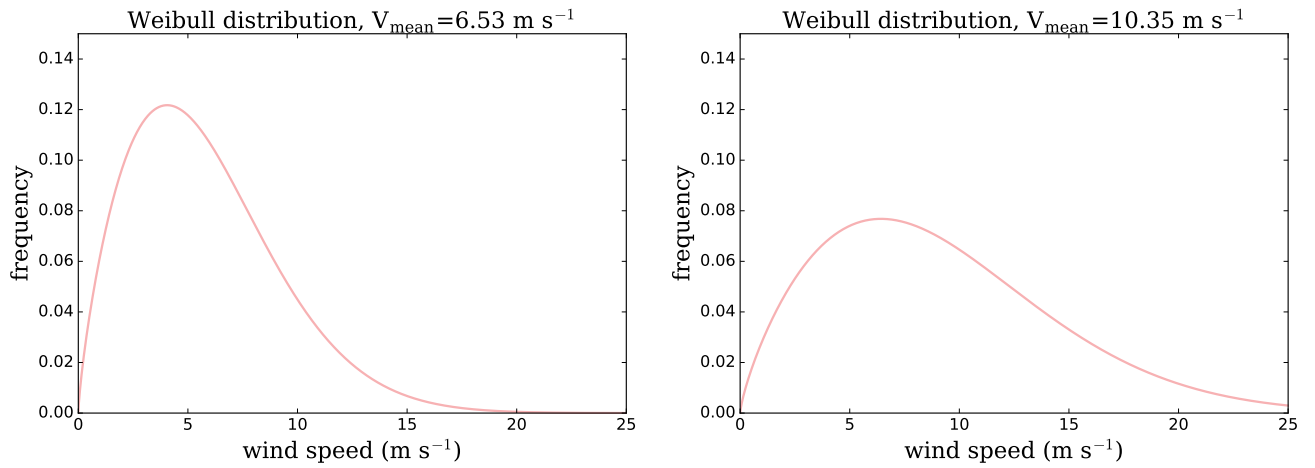 Weibull distribution, Vmean=6.53 m s⁻¹
0.14
0.12
0.10
0.08
0.06
0.04
0.02
0.00
frequency
0 5 10 15 20 25
wind speed (m s⁻¹)
Weibull distribution, Vmean=10.35 m s⁻¹
0.14
0.12
0.10
0.08
0.06
0.04
0.02
0.00
frequency
0 5 10 15 20 25
wind speed (m s⁻¹)